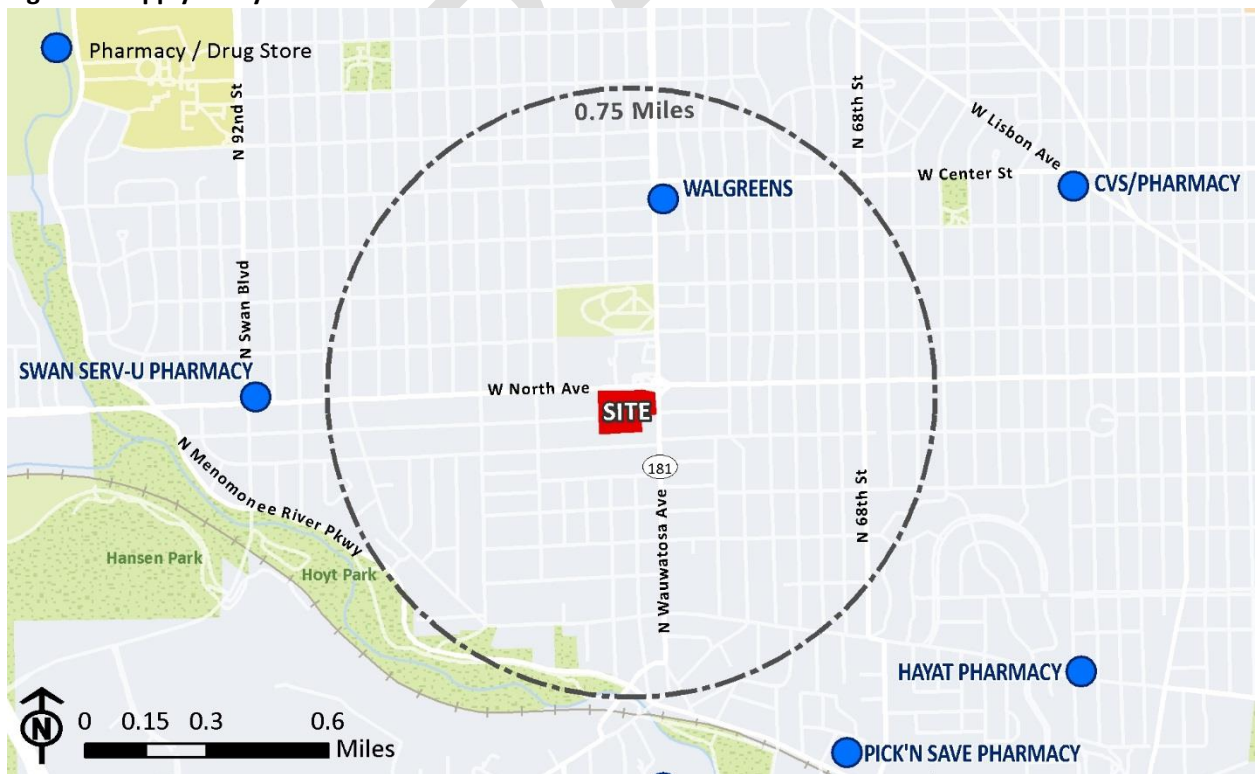 Pharmacy / Drug Store
N 92nd St
0.75 Miles
N 68th St
W Lisbon Ave
W Center St
WALGREENS
CVS/PHARMACY
N Swan Blvd
SWAN SERV-U PHARMACY
W North Ave
SITE
181
N Menomonee River Pkwy
N Wauwatosa Ave
N 68th St
Hansen Park
Hoyt Park
HAYAT PHARMACY
N
0 0.15 0.3 0.6
Miles
PICK'N SAVE PHARMACY